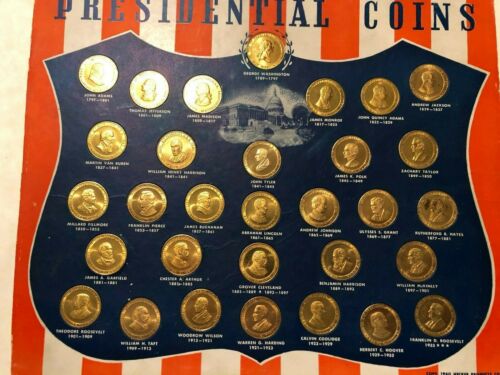 PRESIDENTIAL COINS
GEORGE WASHINGTON
1789-1797
JOHN ADAMS
1797-1801
THOMAS JEFFERSON
1801-1809
JAMES MADISON
1809-1817
JAMES MONROE
1817-1825
JOHN QUINCY ADAMS
1825-1829
ANDREW JACKSON
1829-1837
MARTIN VAN BUREN
1837-1841
WILLIAM HENRY HARRISON
1841-1841
JOHN TYLER
1841-1845
JAMES K. POLK
1845-1849
ZACHARY TAYLOR
1849-1850
MILLARD FILLMORE
1850-1853
FRANKLIN PIERCE
1853-1857
JAMES BUCHANAN
1857-1861
ABRAHAM LINCOLN
1861-1865
ANDREW JOHNSON
1865-1869
ULYSSES S. GRANT
1869-1877
RUTHERFORD B. HAYES
1877-1881
JAMES A. GARFIELD
1881-1881
CHESTER A. ARTHUR
1881-1885
GROVER CLEVELAND
1885-1889 ★ 1893-1897
BENJAMIN HARRISON
1889-1893
WILLIAM McKINLEY
1897-1901
THEODORE ROOSEVELT
1901-1909
WILLIAM H. TAFT
1909-1913
WOODROW WILSON
1913-1921
WARREN G. HARDING
1921-1923
CALVIN COOLIDGE
1923-1929
HERBERT C. HOOVER
1929-1933
FRANKLIN D. ROOSEVELT
1933 ★ ★ ★